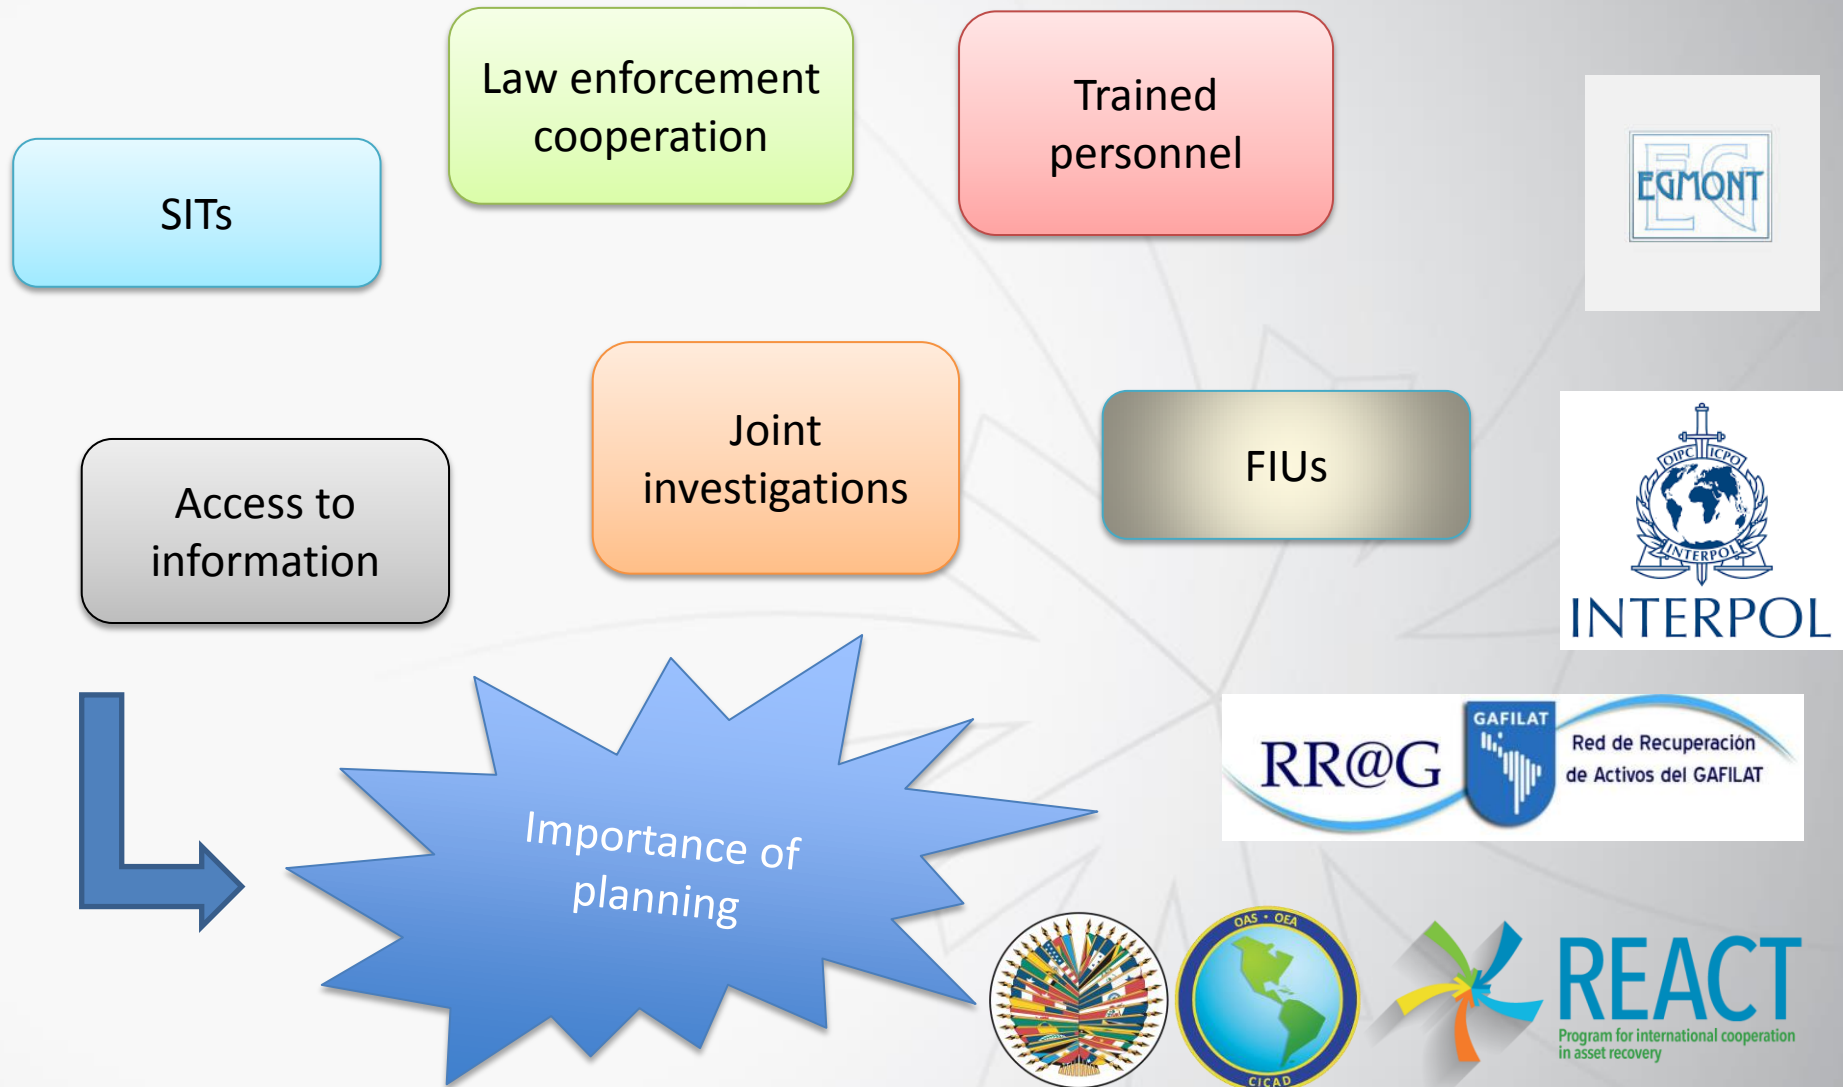 Law enforcement
cooperation
Trained
personnel
SITs
EG
EGMONT
Joint
investigations
FIUs
Access to
information
OIPC ICPO
INTERPOL
INTERPOL
RR@G
GAFILAT
Red de Recuperación
de Activos del GAFILAT
Importance of
planning
OAS • OEA
CICAD
REACT
Program for international cooperation
in asset recovery